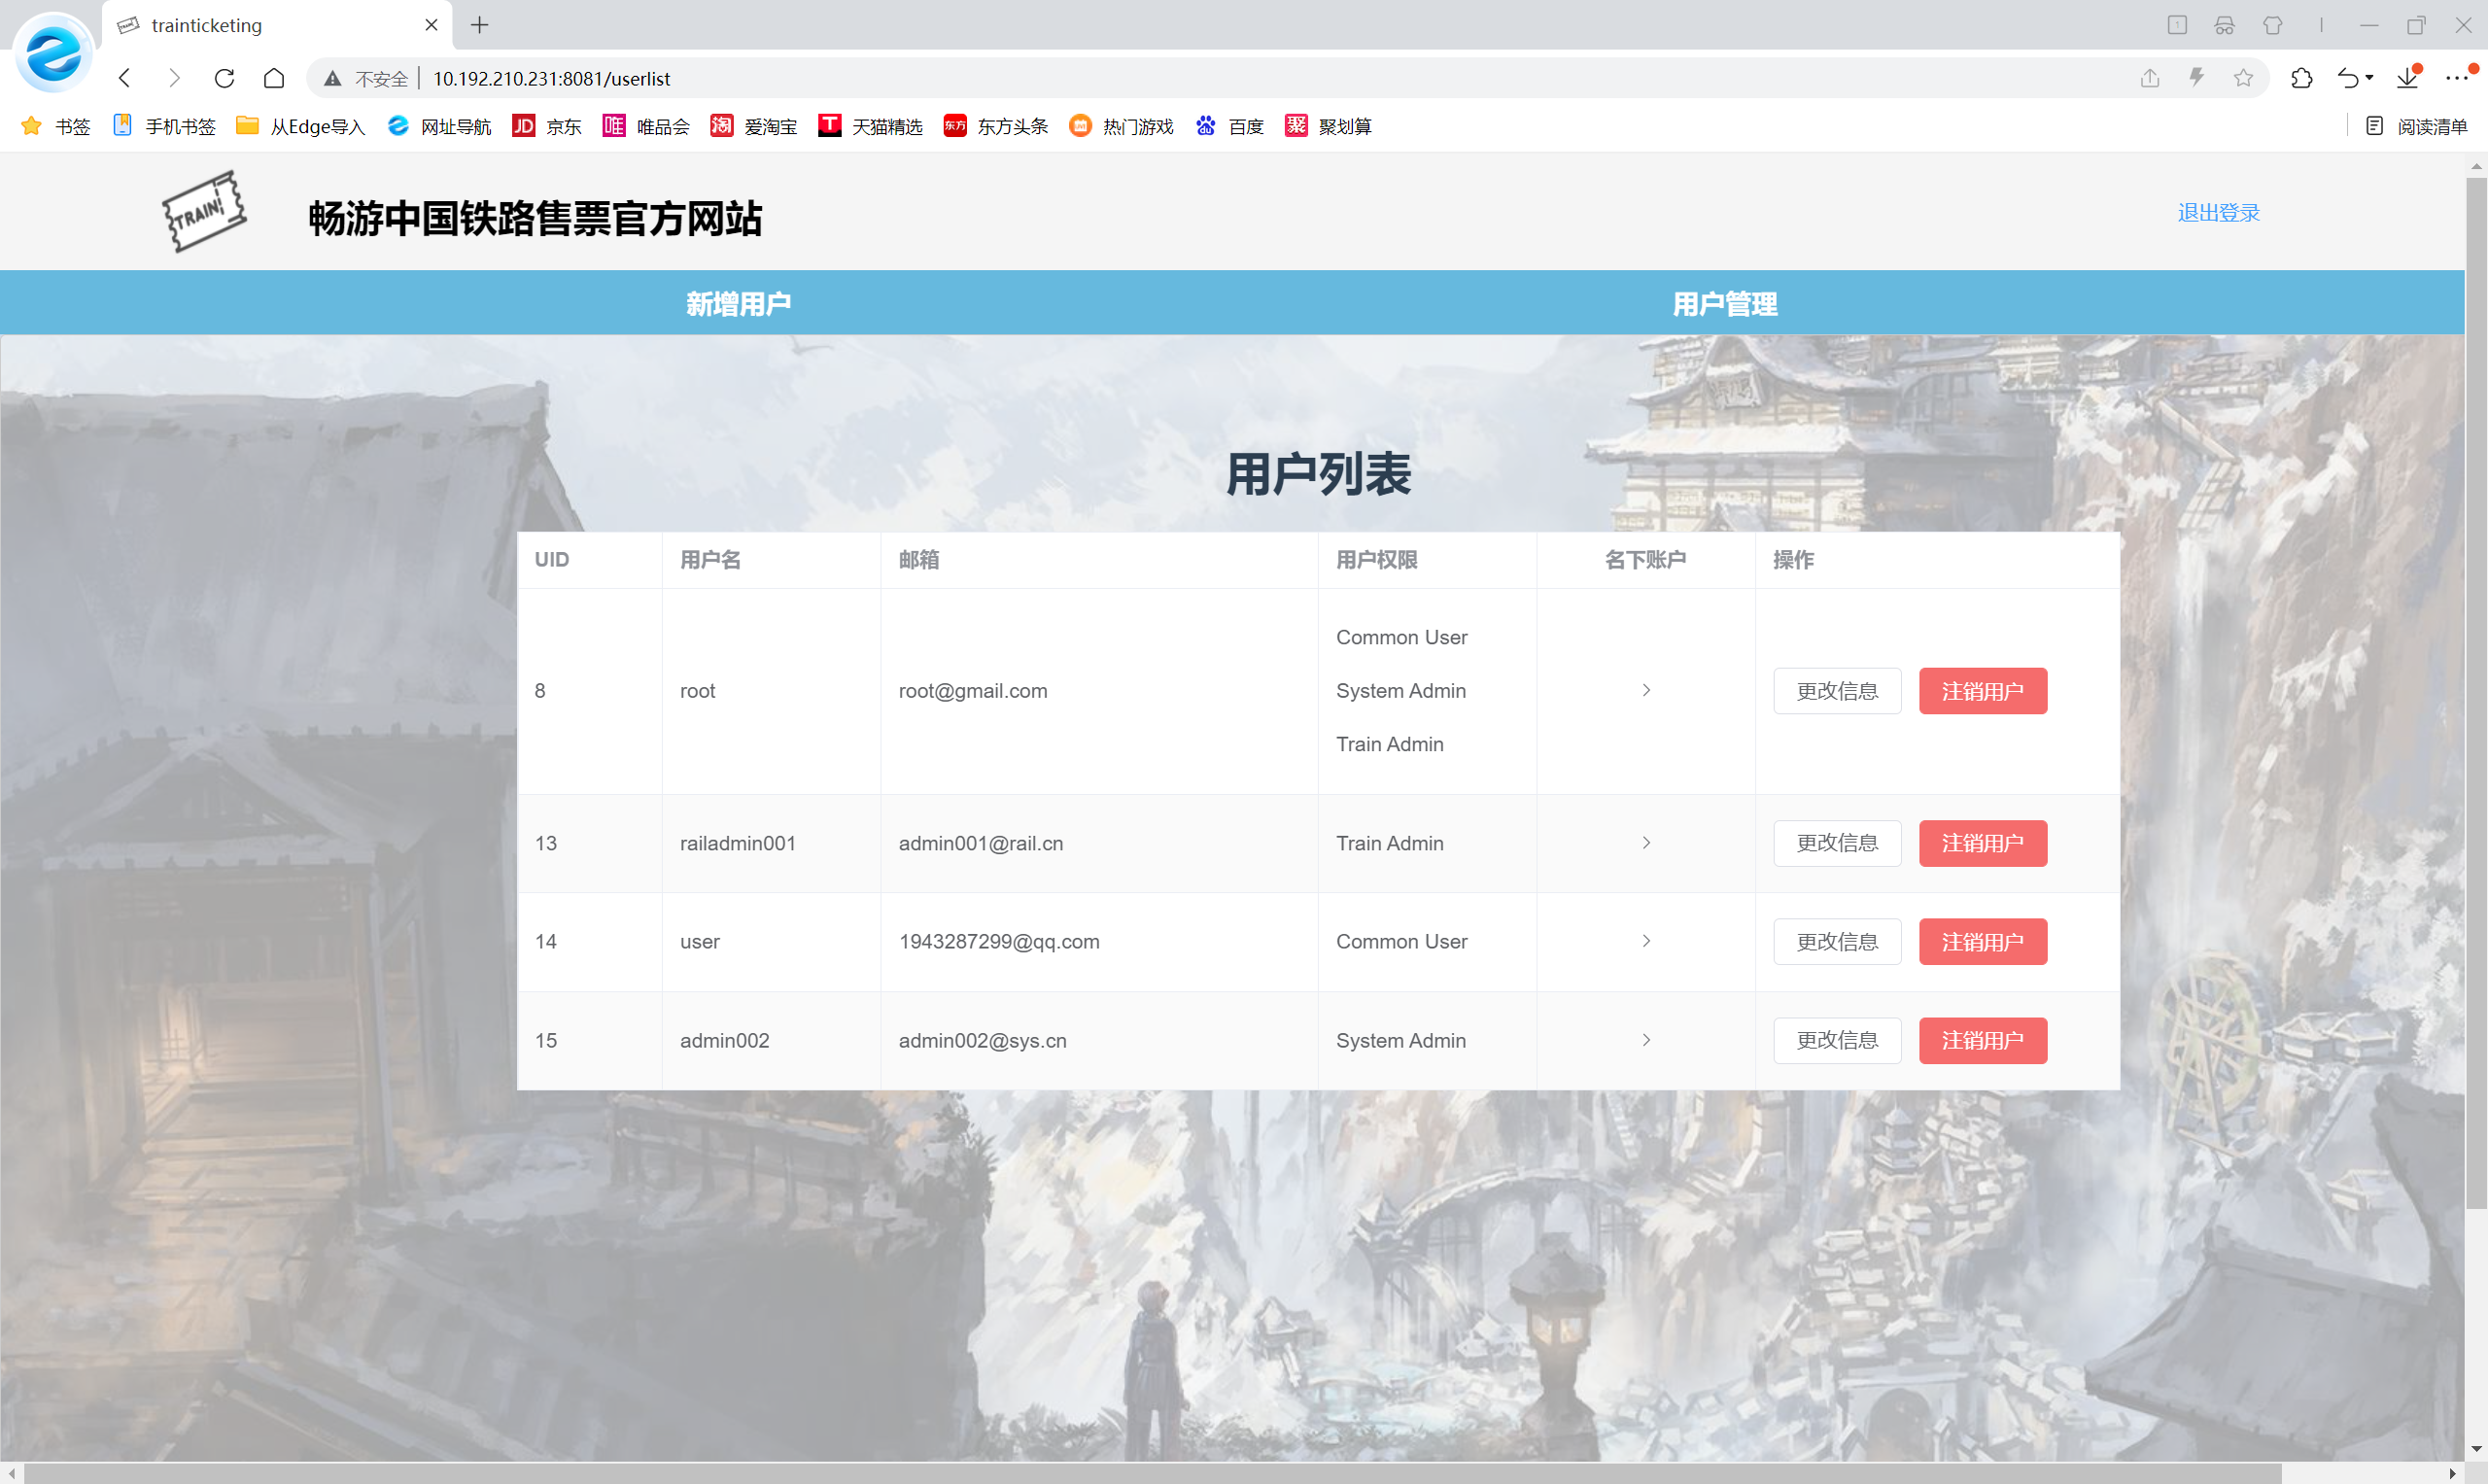 trainticketing
不安全 10.192.210.231:8081/userlist
书签 手机书签 从Edge导入 网址导航 JD 京东 唯 唯品会 淘 爱淘宝 T 天猫精选 东方 东方头条 热门游戏 百度 聚 聚划算 阅读清单
TRAIN! 畅游中国铁路售票官方网站 退出登录
新增用户 用户管理
用户列表
UID 用户名 邮箱 用户权限 名下账户 操作
Common User
8 root root@gmail.com System Admin 更改信息 注销用户
Train Admin
13 railadmin001 admin001@rail.cn Train Admin 更改信息 注销用户
14 user 1943287299@qq.com Common User 更改信息 注销用户
15 admin002 admin002@sys.cn System Admin 更改信息 注销用户